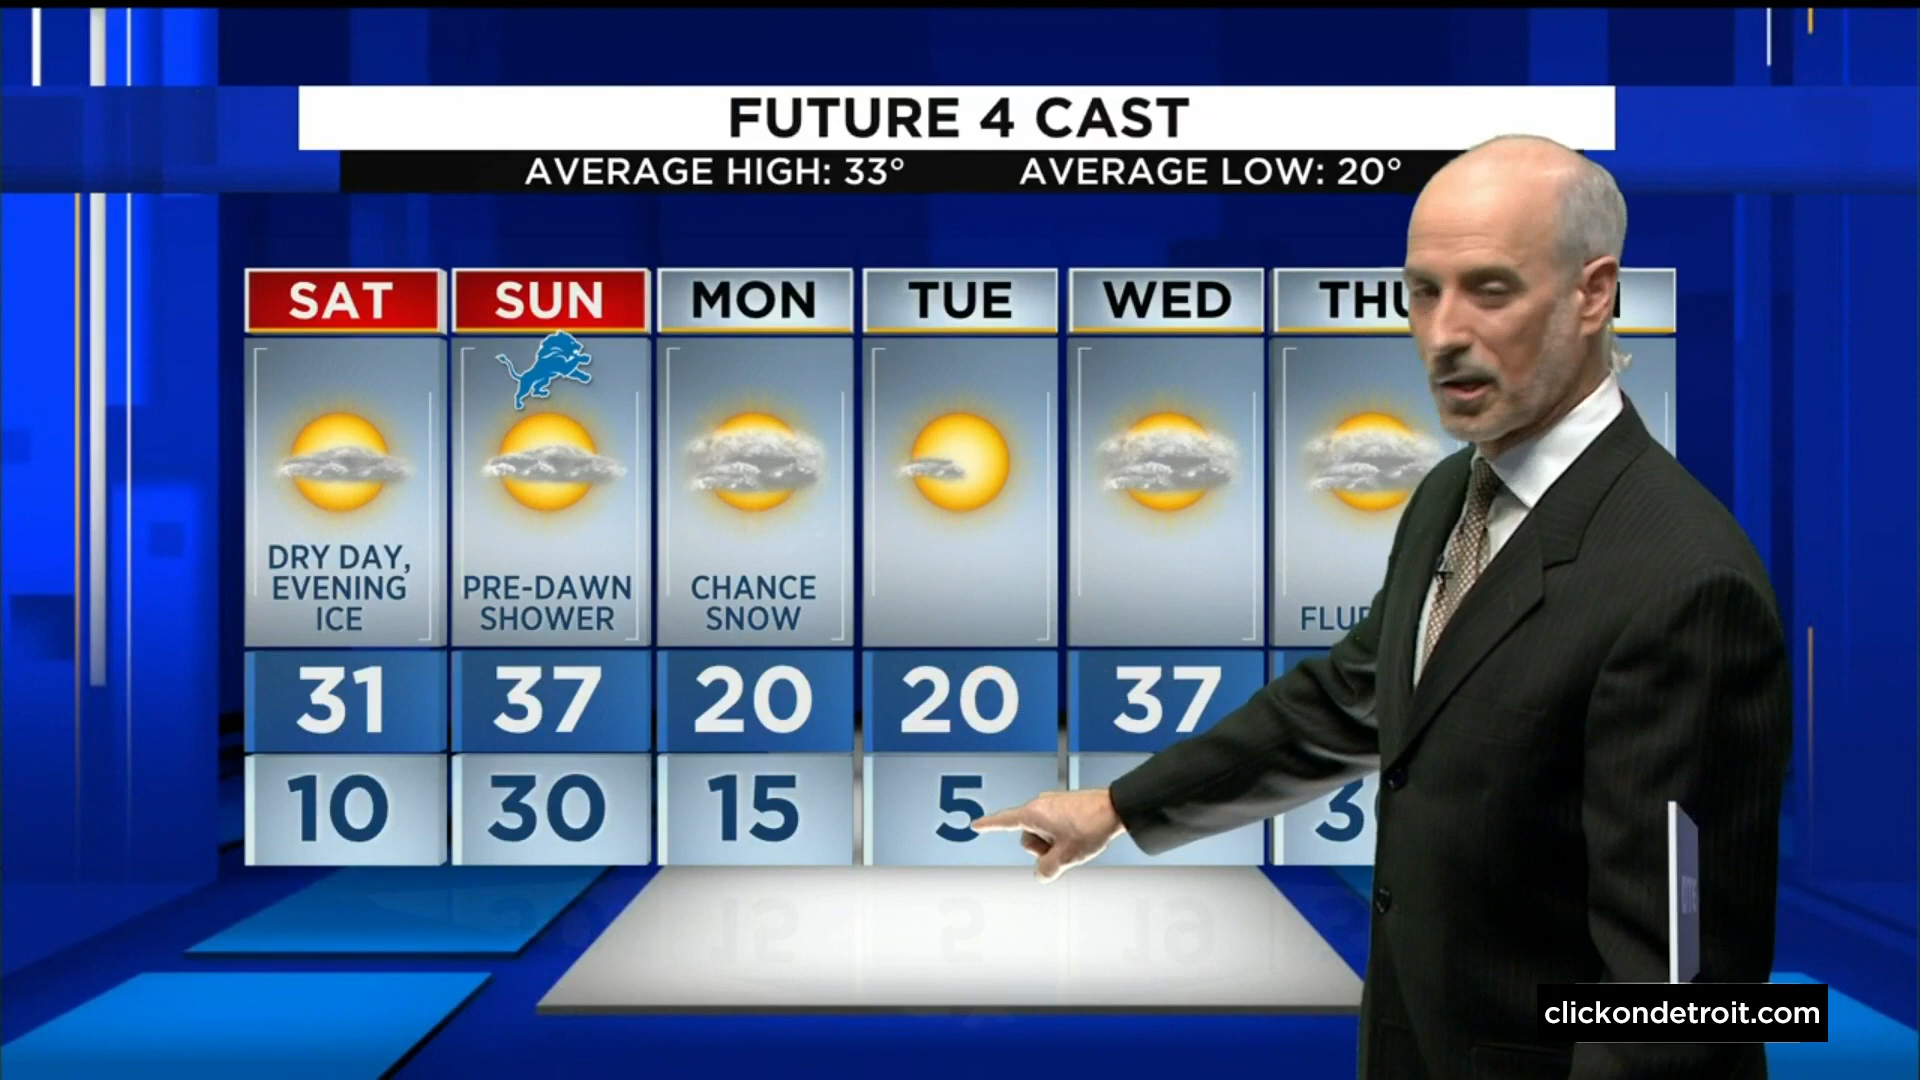 FUTURE 4 CAST
AVERAGE HIGH: 33° AVERAGE LOW: 20°
SAT SUN MON TUE WED
DRY DAY,
EVENING
ICE
PRE-DAWN
SHOWER
CHANCE
SNOW
31 37 20 20 37
10 30 15 5
clickondetroit.com